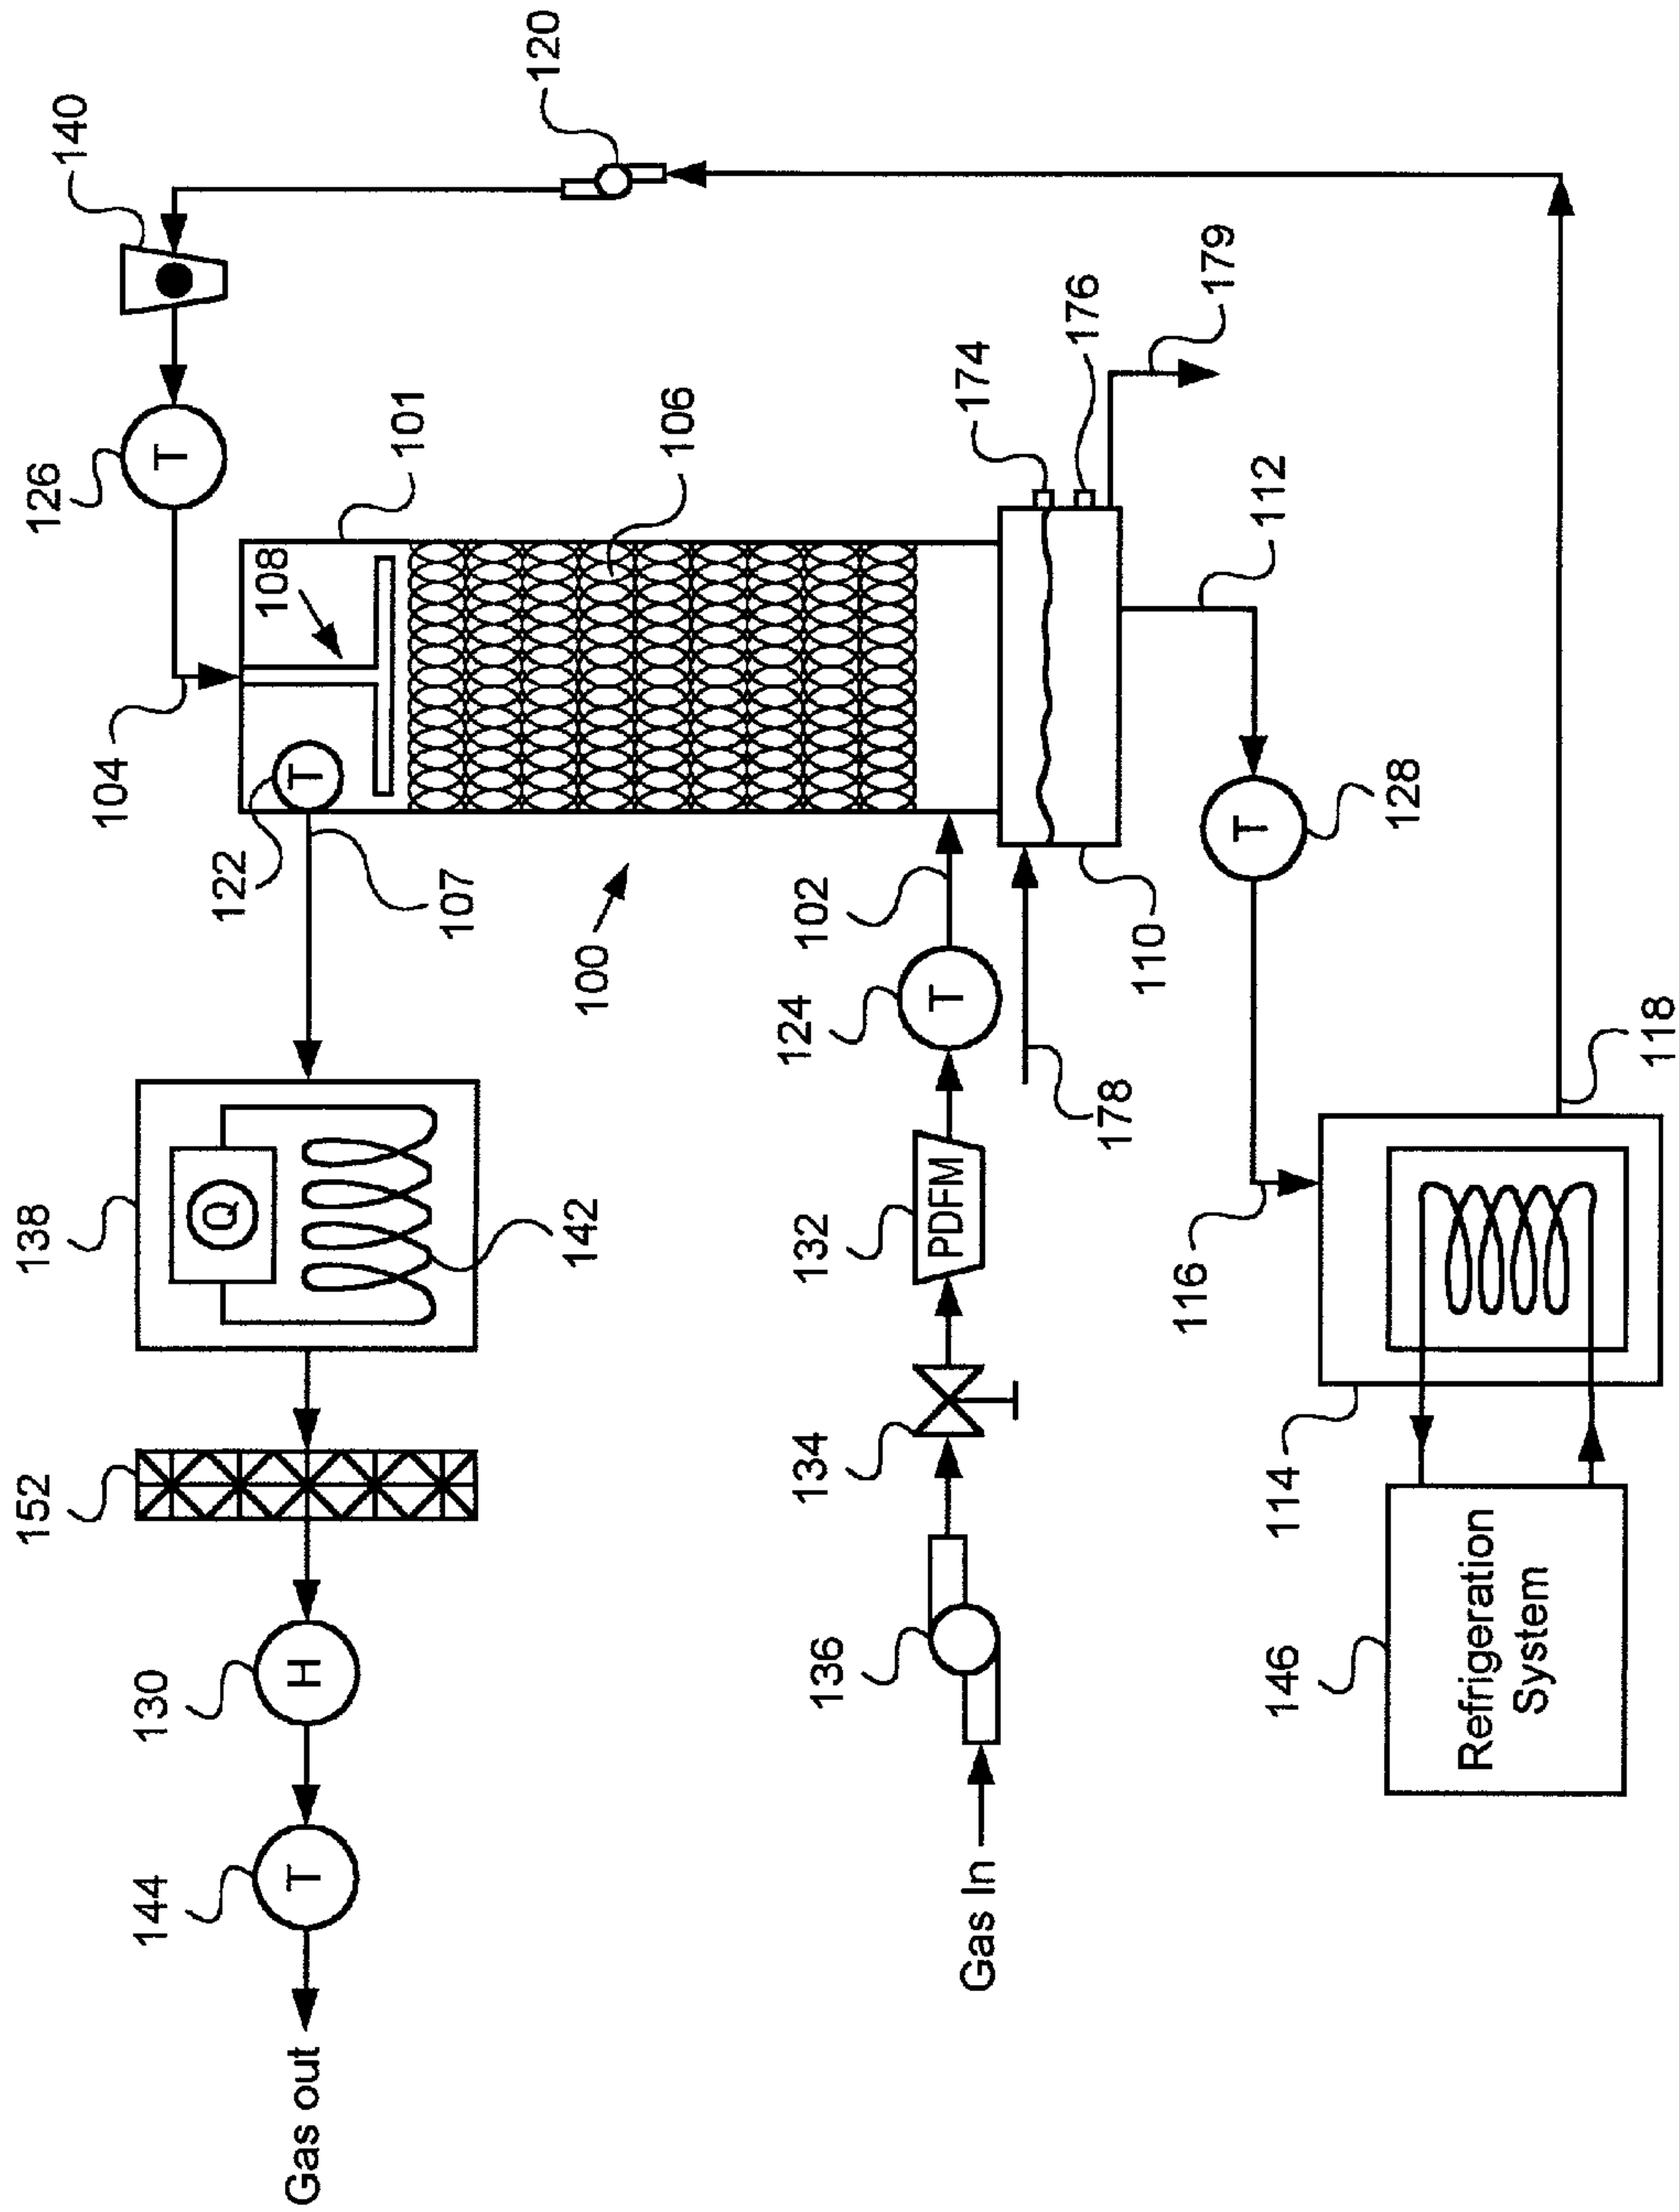 Gas out
144
T
130
H
152
138
Q
142
107
122
T
104
108
126
T
140
120
101
106
100
Gas In
136
134
132
PDFM
124
T
102
178
110
174
176
179
112
128
T
116
118
114
146
Refrigeration
System